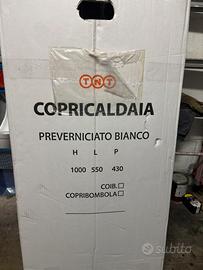 TNT
COPRICALDAIA
PREVERNICIATO BIANCO
H L P
1000 550 430
COIB.
COPRIBOMBOLA
subito